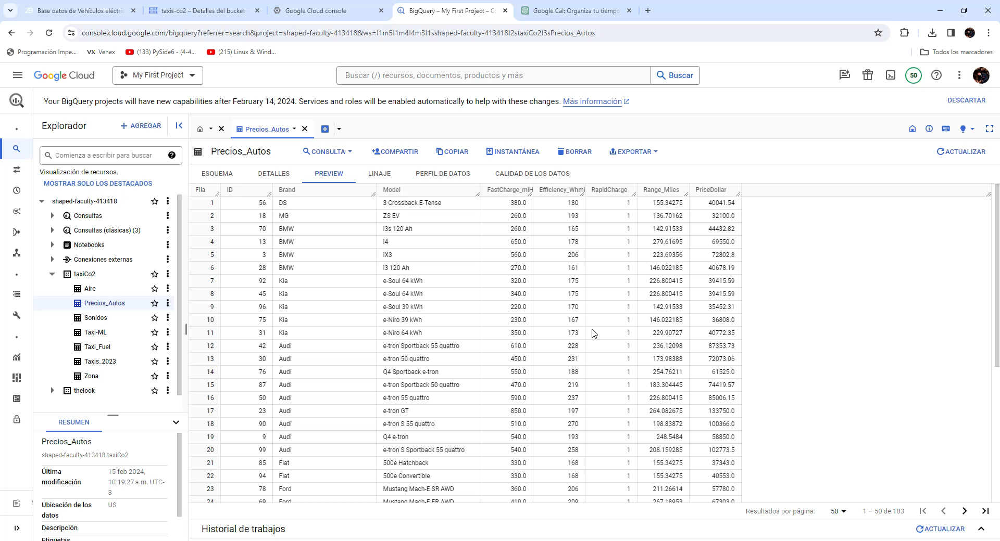 Base datos de Vehículos eléctri
taxis-co2 – Detalles del bucket -
Google Cloud console
BigQuery – My First Project – C
Google Cal: Organiza tu tiempo
console.cloud.google.com/bigquery?referrer=search&project=shaped-faculty-413418&ws=!1m5!1m4!4m3!1sshaped-faculty-413418!2staxiCo2!3sPrecios_Autos
Programación Impe...
VX Venex
(133) PySide6 - (4-4...
(215) Linux & Wind...
Todos los marcadores
Google Cloud
My First Project
Buscar (/) recursos, documentos, productos y más
Buscar
50
Your BigQuery projects will have new capabilities after February 14, 2024. Services and roles will be enabled automatically to help with these changes. Más información
DESCARTAR
Explorador
AGREGAR
Comienza a escribir para buscar
Visualización de recursos.
MOSTRAR SOLO LOS DESTACADOS
shaped-faculty-413418
Consultas
Consultas (clásicas) (3)
Notebooks
Conexiones externas
taxiCo2
Aire
Precios_Autos
Sonidos
Taxi-ML
Taxi_Fuel
Taxis_2023
Zona
thelook
RESUMEN
Precios_Autos
shaped-faculty-413418.taxiCo2
Última modificación 15 feb 2024, 10:19:27 a.m. UTC-3
Ubicación de los datos US
Descripción
Etiquetas
Precios_Autos
Precios_Autos
CONSULTA
COMPARTIR
COPIAR
INSTANTÁNEA
BORRAR
EXPORTAR
ACTUALIZAR
ESQUEMA
DETALLES
PREVIEW
LINAJE
PERFIL DE DATOS
CALIDAD DE LOS DATOS
Fila ID Brand Model FastCharge_miH Efficiency_Whmi RapidCharge Range_Miles PriceDollar
1 56 DS 3 Crossback E-Tense 380.0 180 1 155.34275 40041.54
2 18 MG ZS EV 260.0 193 1 136.70162 32100.0
3 70 BMW i3s 120 Ah 260.0 165 1 142.91533 44432.82
4 13 BMW i4 650.0 178 1 279.61695 69550.0
5 3 BMW iX3 560.0 206 1 223.69356 72802.8
6 28 BMW i3 120 Ah 270.0 161 1 146.022185 40678.19
7 92 Kia e-Soul 64 kWh 320.0 175 1 226.800415 39415.59
8 45 Kia e-Soul 64 kWh 340.0 175 1 226.800415 39415.59
9 96 Kia e-Soul 39 kWh 220.0 170 1 142.91533 35452.31
10 75 Kia e-Niro 39 kWh 230.0 167 1 146.022185 36808.0
11 31 Kia e-Niro 64 kWh 350.0 173 1 229.90727 40772.35
12 42 Audi e-tron Sportback 55 quattro 610.0 228 1 236.12098 87353.73
13 30 Audi e-tron 50 quattro 450.0 231 1 173.98388 72073.06
14 76 Audi Q4 Sportback e-tron 550.0 188 1 254.76211 61525.0
15 87 Audi e-tron Sportback 50 quattro 470.0 219 1 183.304445 74419.57
16 50 Audi e-tron 55 quattro 590.0 237 1 226.800415 85006.15
17 23 Audi e-tron GT 850.0 197 1 264.082675 133750.0
18 90 Audi e-tron S 55 quattro 510.0 270 1 198.83872 100366.0
19 9 Audi Q4 e-tron 540.0 193 1 248.5484 58850.0
20 99 Audi e-tron S Sportback 55 quattro 540.0 258 1 208.159285 102773.5
21 85 Fiat 500e Hatchback 330.0 168 1 155.34275 37343.0
22 94 Fiat 500e Convertible 330.0 168 1 155.34275 40553.0
23 78 Ford Mustang Mach-E SR AWD 360.0 206 1 211.26614 57780.0
24 69 Ford Mustang Mach-E ER AWD 410.0 209 1 267.18953 67303.0
Resultados por página: 50 1 – 50 de 103
Historial de trabajos
ACTUALIZAR